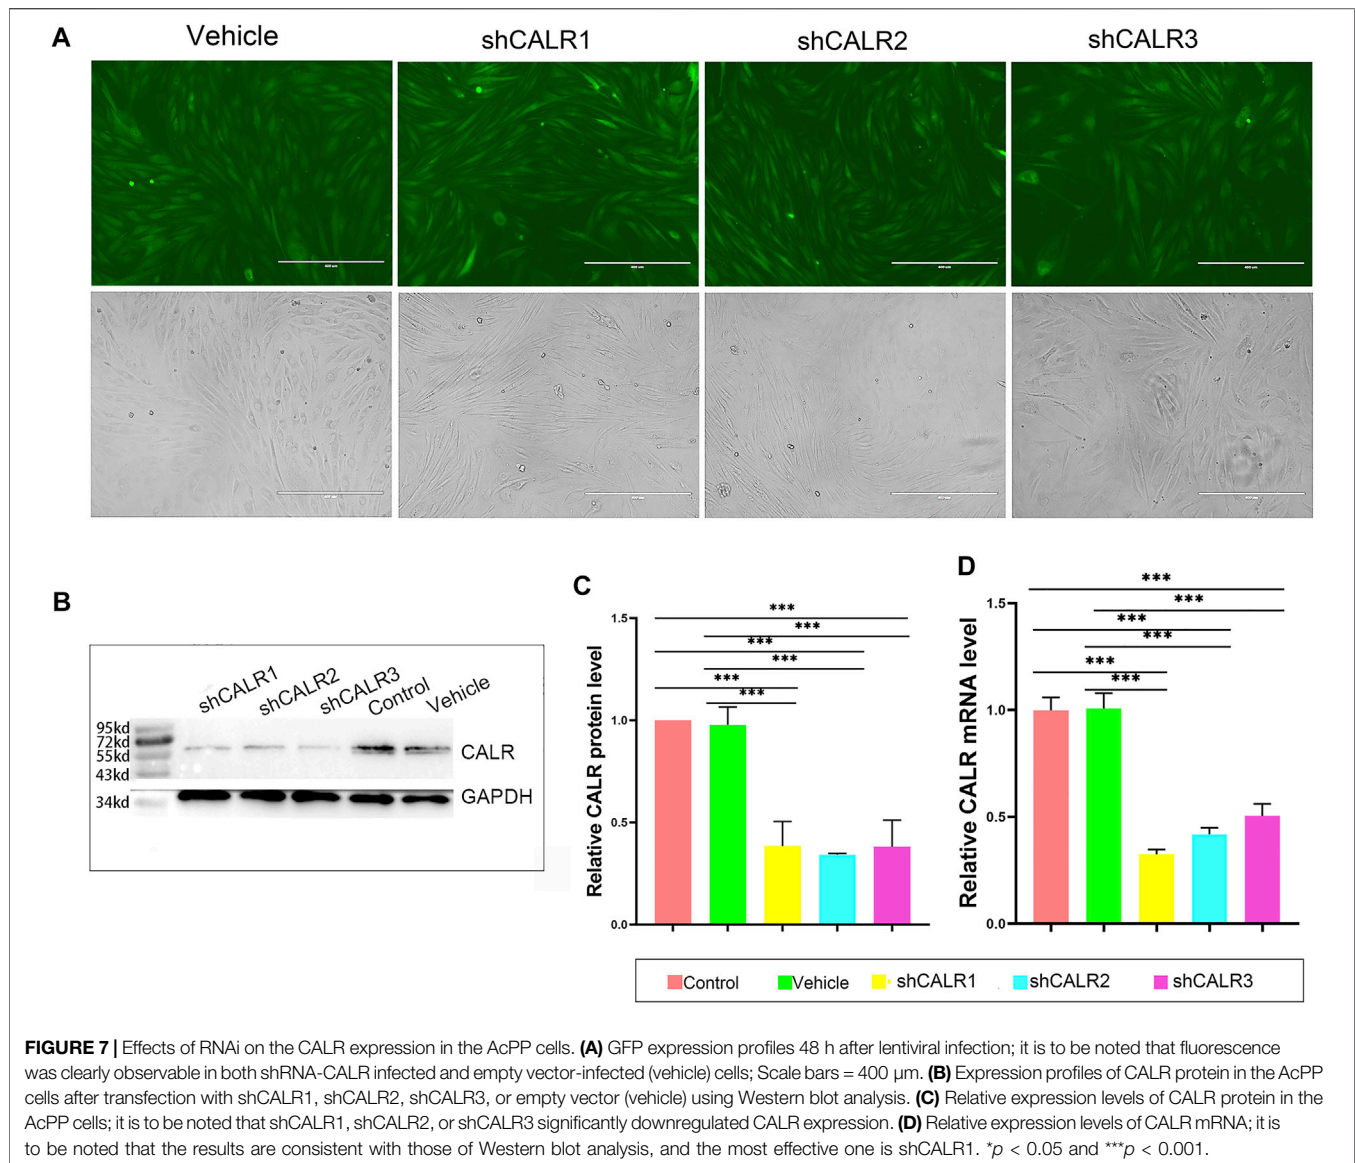 A
Vehicle
shCALR1
shCALR2
shCALR3
400 um
400 um
400 um
400 um
B
shCALR1
shCALR2
shCALR3
Control
Vehicle
95kd
72kd
55kd
43kd
34kd
CALR
GAPDH
C
Relative CALR protein level
1.5
1.0
0.5
0.0
***
***
***
***
***
***
D
Relative CALR mRNA level
1.5
1.0
0.5
0.0
***
***
***
***
***
***
Control
Vehicle
shCALR1
shCALR2
shCALR3
FIGURE 7 | Effects of RNAi on the CALR expression in the AcPP cells. (A) GFP expression profiles 48 h after lentiviral infection; it is to be noted that fluorescence
was clearly observable in both shRNA-CALR infected and empty vector-infected (vehicle) cells; Scale bars = 400 μm. (B) Expression profiles of CALR protein in the AcPP
cells after transfection with shCALR1, shCALR2, shCALR3, or empty vector (vehicle) using Western blot analysis. (C) Relative expression levels of CALR protein in the
AcPP cells; it is to be noted that shCALR1, shCALR2, or shCALR3 significantly downregulated CALR expression. (D) Relative expression levels of CALR mRNA; it is
to be noted that the results are consistent with those of Western blot analysis, and the most effective one is shCALR1. *p < 0.05 and ***p < 0.001.